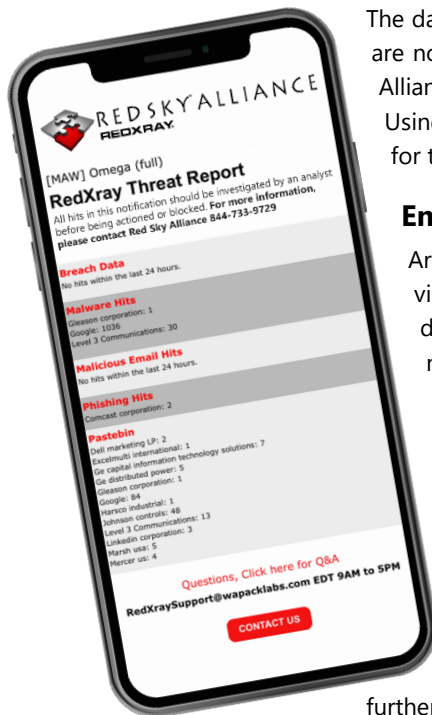 REDSKY ALLIANCE
REDXRAY
[MAW] Omega (full)
RedXray Threat Report
All hits in this notification should be investigated by an analyst
before being actioned or blocked. For more information,
please contact Red Sky Alliance 844-733-9729
Breach Data
No hits within the last 24 hours.
Malware Hits
Gleason corporation: 1
Google: 1036
Level 3 Communications: 30
Malicious Email Hits
No hits within the last 24 hours.
Phishing Hits
Comcast corporation: 2
Pastebin
Dell marketing LP: 2
Excelmulti international: 1
Ge capital information technology solutions: 7
Ge distributed power: 5
Gleason corporation: 1
Google: 84
Harsco industrial: 1
Johnson controls: 48
Level 3 Communications: 13
Linkedin corporation: 3
Marsh usa: 5
Mercer us: 4
Questions, Click here for Q&A
RedXraySupport@wapacklabs.com EDT 9AM to 5PM
CONTACT US
The da
are no
Allian
Using
for t
En
Ar
vi
d
further